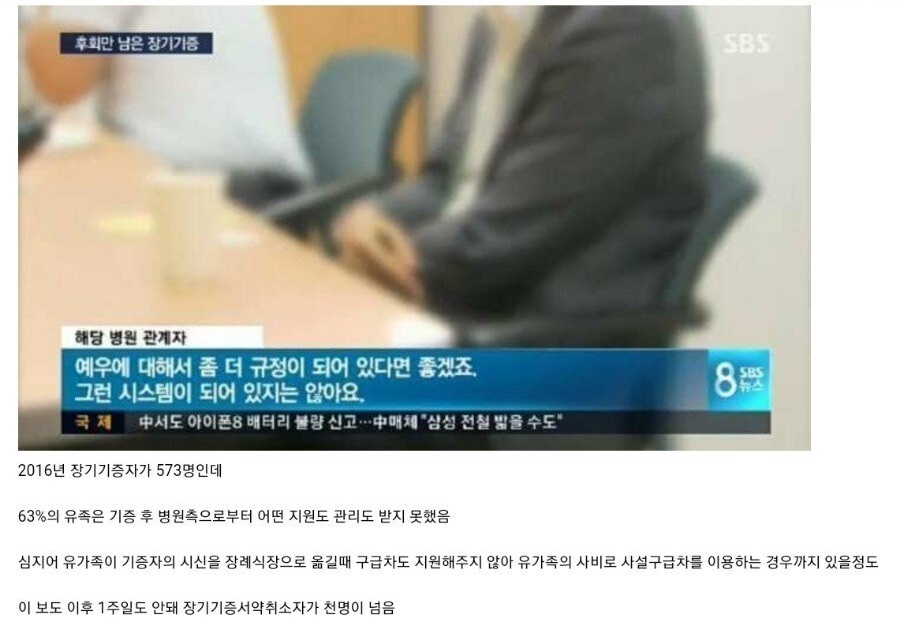 후회만 남은 장기기증
SBS
해당 병원 관계자
예우에 대해서 좀 더 규정이 되어 있다면 좋겠죠.
그런 시스템이 되어 있지는 않아요.
8 SBS 뉴스
국 제 中서도 아이폰8 배터리 불량 신고…中매체 "삼성 전철 밟을 수도"
2016년 장기기증자가 573명인데
63%의 유족은 기증 후 병원측으로부터 어떤 지원도 관리도 받지 못했음
심지어 유가족이 기증자의 시신을 장례식장으로 옮길때 구급차도 지원해주지 않아 유가족의 사비로 사설구급차를 이용하는 경우까지 있을정도
이 보도 이후 1주일도 안돼 장기기증서약취소자가 천명이 넘음